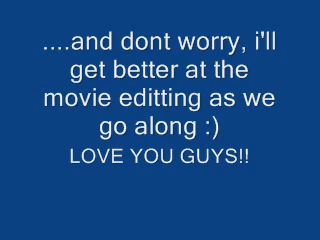 ....and dont worry, i'll
get better at the
movie editting as we
go along :)
LOVE YOU GUYS!!